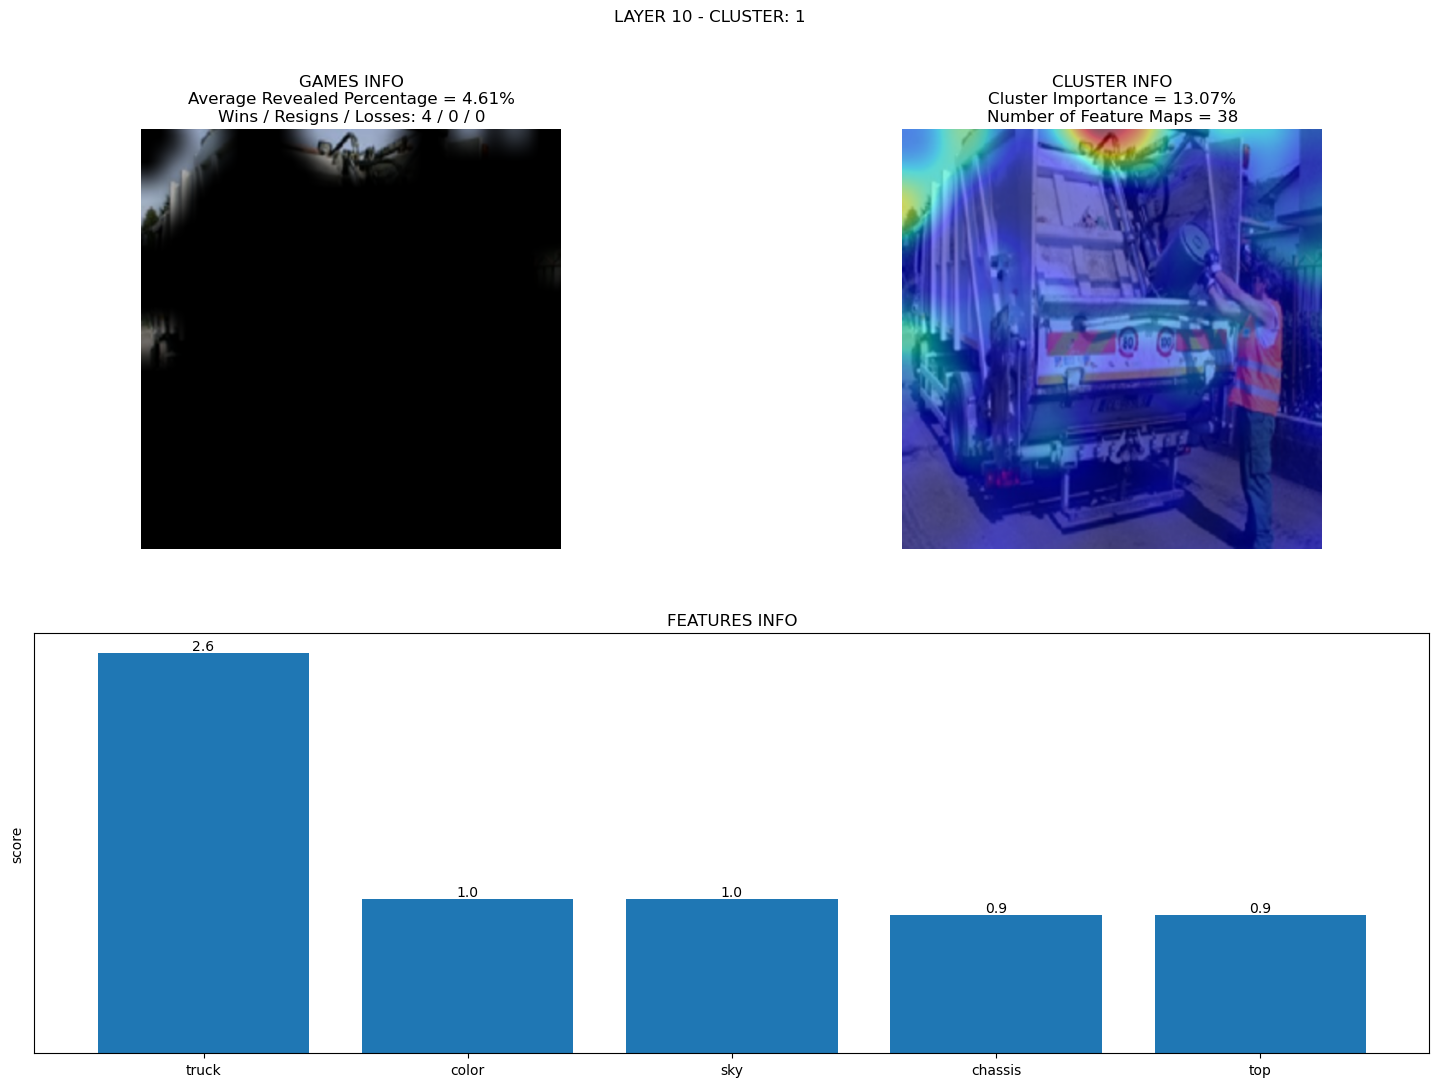 LAYER 10 - CLUSTER: 1
GAMES INFO
Average Revealed Percentage = 4.61%
Wins / Resigns / Losses: 4 / 0 / 0
CLUSTER INFO
Cluster Importance = 13.07%
Number of Feature Maps = 38
80
100
FEATURES INFO
score
2.6
1.0
1.0
0.9
0.9
truck
color
sky
chassis
top